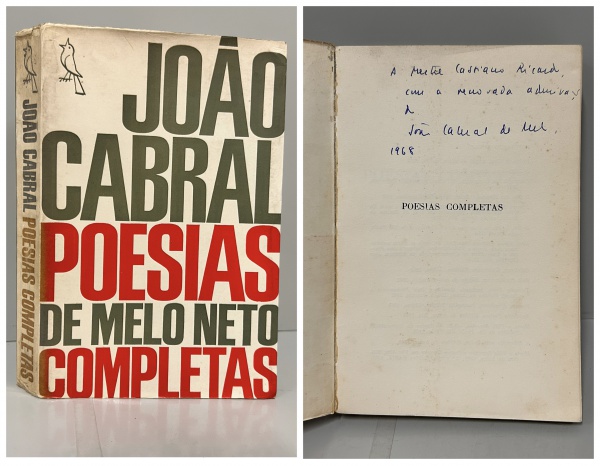 JOÃO
CABRAL
POESIAS
DE MELO NETO
COMPLETAS
JOÃO CABRAL POESIAS COMPLETAS
A Cassiano Ricardo,
com a renovada admiração
de
João Cabral de Melo,
1968
POESIAS COMPLETAS